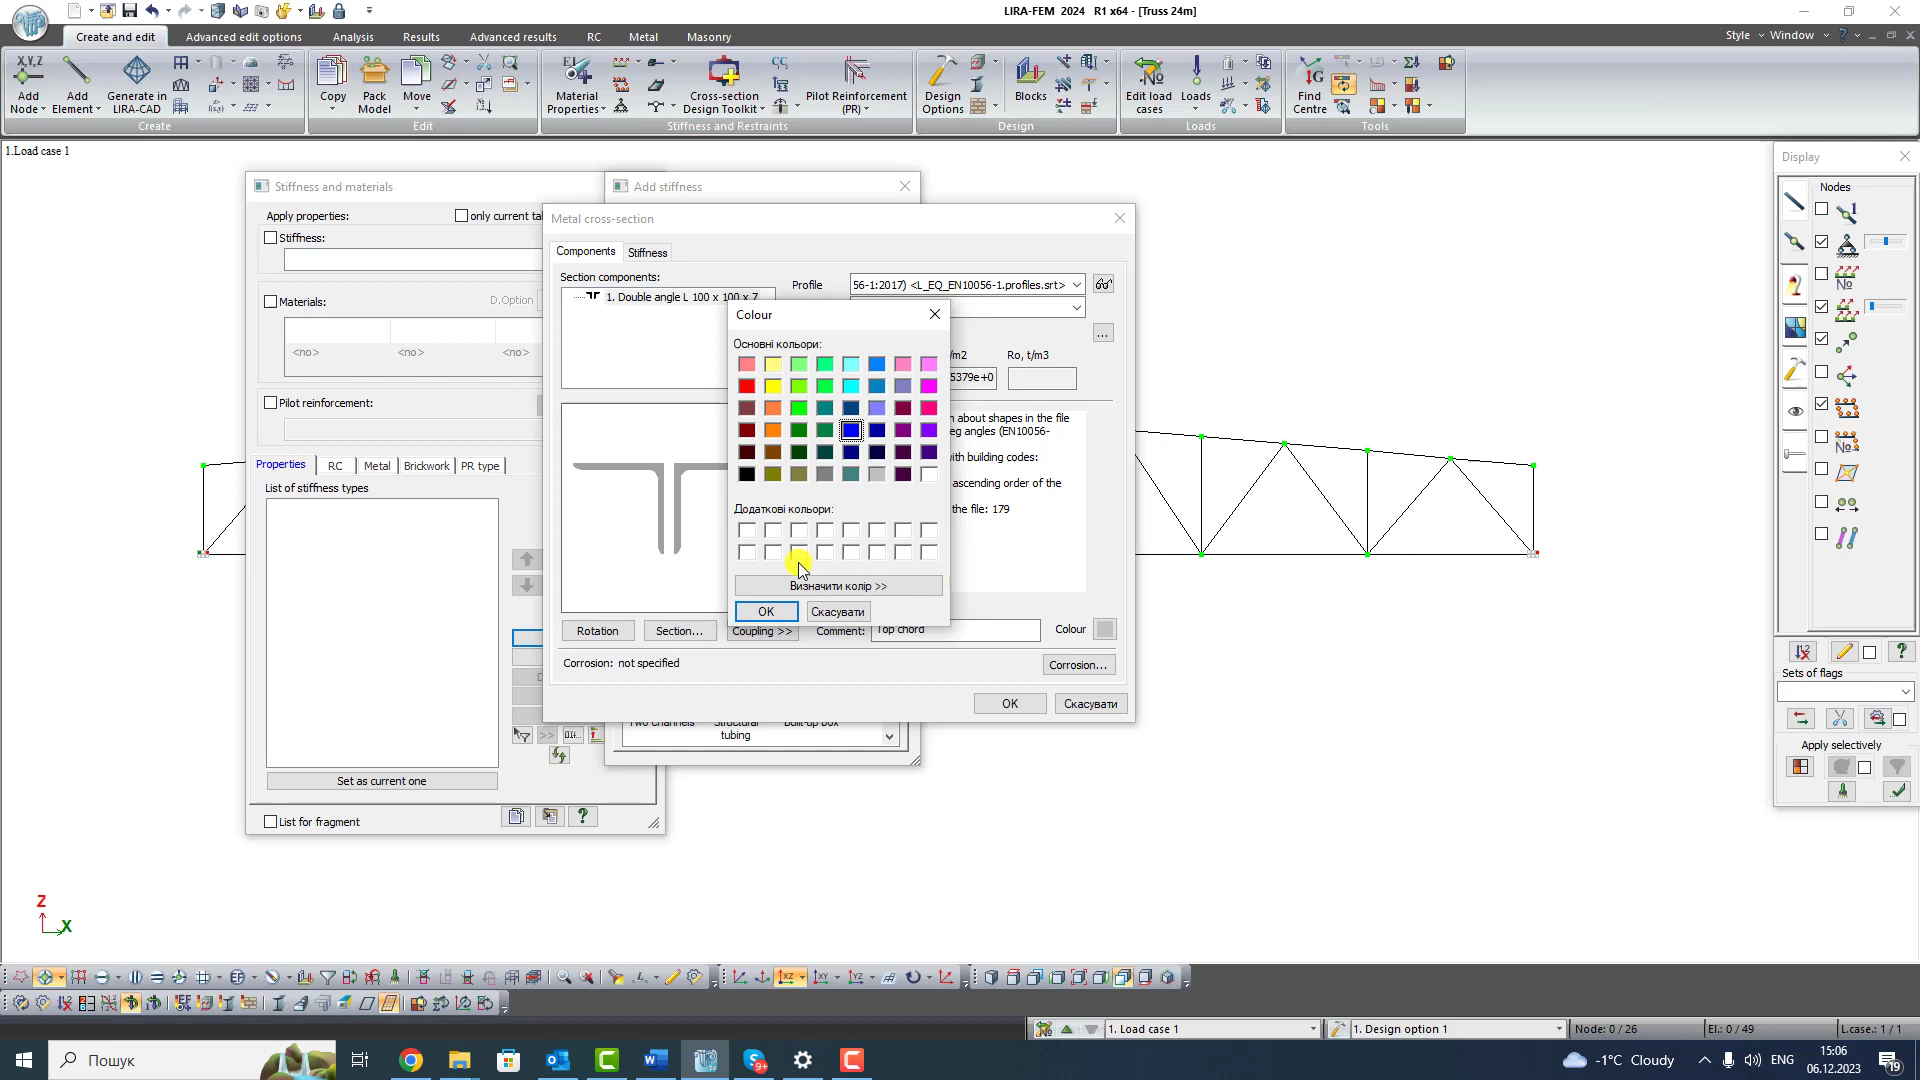 LIRA-FEM 2024 R1 x64 - [Truss 24m]
Create and edit
Advanced edit options
Analysis
Results
Advanced results
RC
Metal
Masonry
Style
Window
Add Node
Add Element
Generate in LIRA-CAD
Create
Copy
Pack Model
Move
Edit
Material Properties
Cross-section Design Toolkit
Pilot Reinforcement (PR)
Stiffness and Restraints
Design Options
Blocks
Design
Edit load cases
Loads
Loads
Find Centre
Tools
1.Load case 1
Stiffness and materials
Apply properties:
only current tab
Stiffness:
Materials:
D.Option
<no>
<no>
<no>
Pilot reinforcement:
Properties
RC
Metal
Brickwork
PR type
List of stiffness types
Set as current one
List for fragment
Add stiffness
Two channels
Structural tubing
Built-up box
Metal cross-section
Components
Stiffness
Section components:
1. Double angle L 100 x 100 x 7
Profile
56-1:2017) <L_EQ_EN10056-1.profiles.srt>
/m2
Ro, t/m3
5379e+0
n about shapes in the file
eg angles (EN10056-
with building codes:
ascending order of the
the file: 179
Rotation
Section...
Coupling >>
Comment:
Top chord
Colour
Corrosion: not specified
Corrosion...
OK
Скасувати
Colour
Основні кольори:
Додаткові кольори:
Визначити колір >>
OK
Скасувати
Display
Nodes
Sets of flags
Apply selectively
Z
X
1. Load case 1
1. Design option 1
Node: 0 / 26
El.: 0 / 49
L.case.: 1 / 1
Пошук
-1°C Cloudy
ENG
15:06
06.12.2023
19